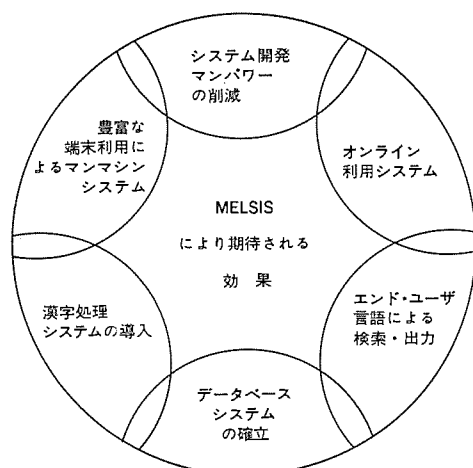 システム開発
マンパワー
の削減
豊富な
端末利用に
よるマンマシン
システム
オンライン
利用システム
MELSIS
により期待される
効果
漢字処理
システムの導入
エンド・ユーザ
言語による
検索・出力
データベース
システム
の確立